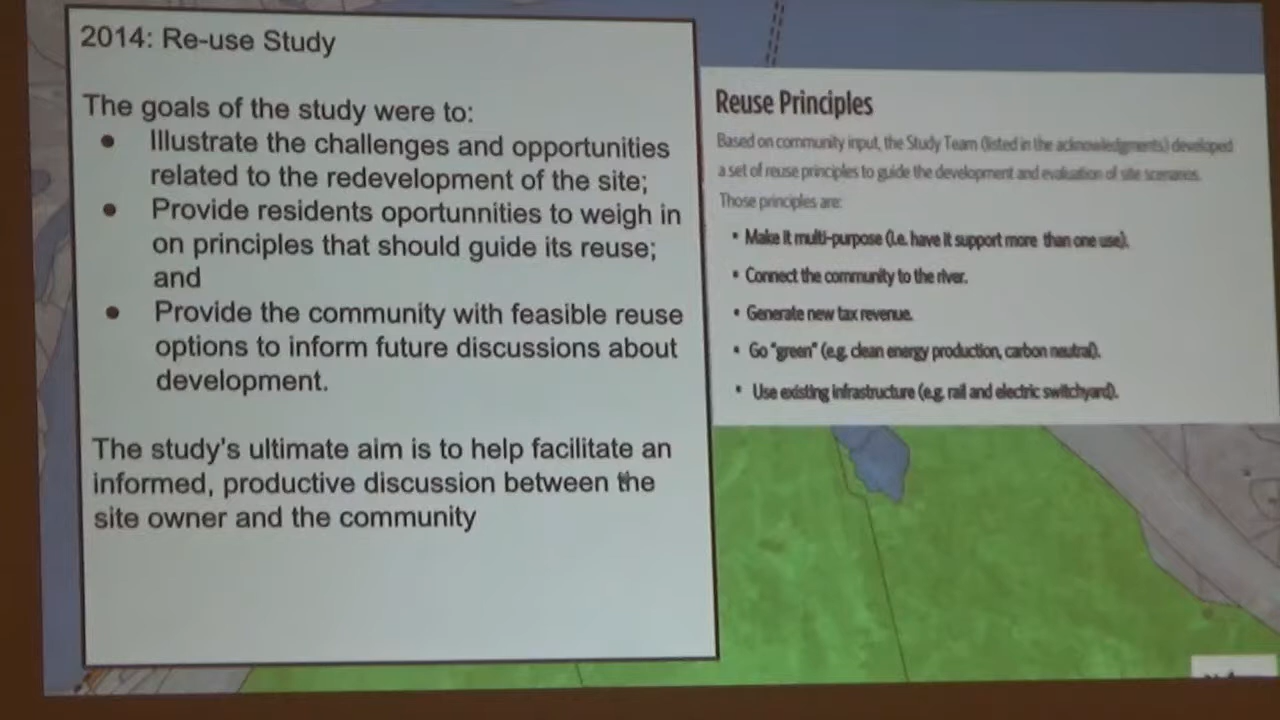 2014: Re-use Study
The goals of the study were to:
● Illustrate the challenges and opportunities
related to the redevelopment of the site;
● Provide residents oportunnities to weigh in
on principles that should guide its reuse;
and
● Provide the community with feasible reuse
options to inform future discussions about
development.
The study's ultimate aim is to help facilitate an
informed, productive discussion between the
site owner and the community
Reuse Principles
Based on community input, the Study Team (listed in the acknowledgments) developed
a set of reuse principles to guide the development and evaluation of site scenarios.
Those principles are:
• Make it multi-purpose (i.e. have it support more than one use).
• Connect the community to the river.
• Generate new tax revenue.
• Go "green" (e.g. clean energy production, carbon neutral).
• Use existing infrastructure (e.g. rail and electric switchyard).